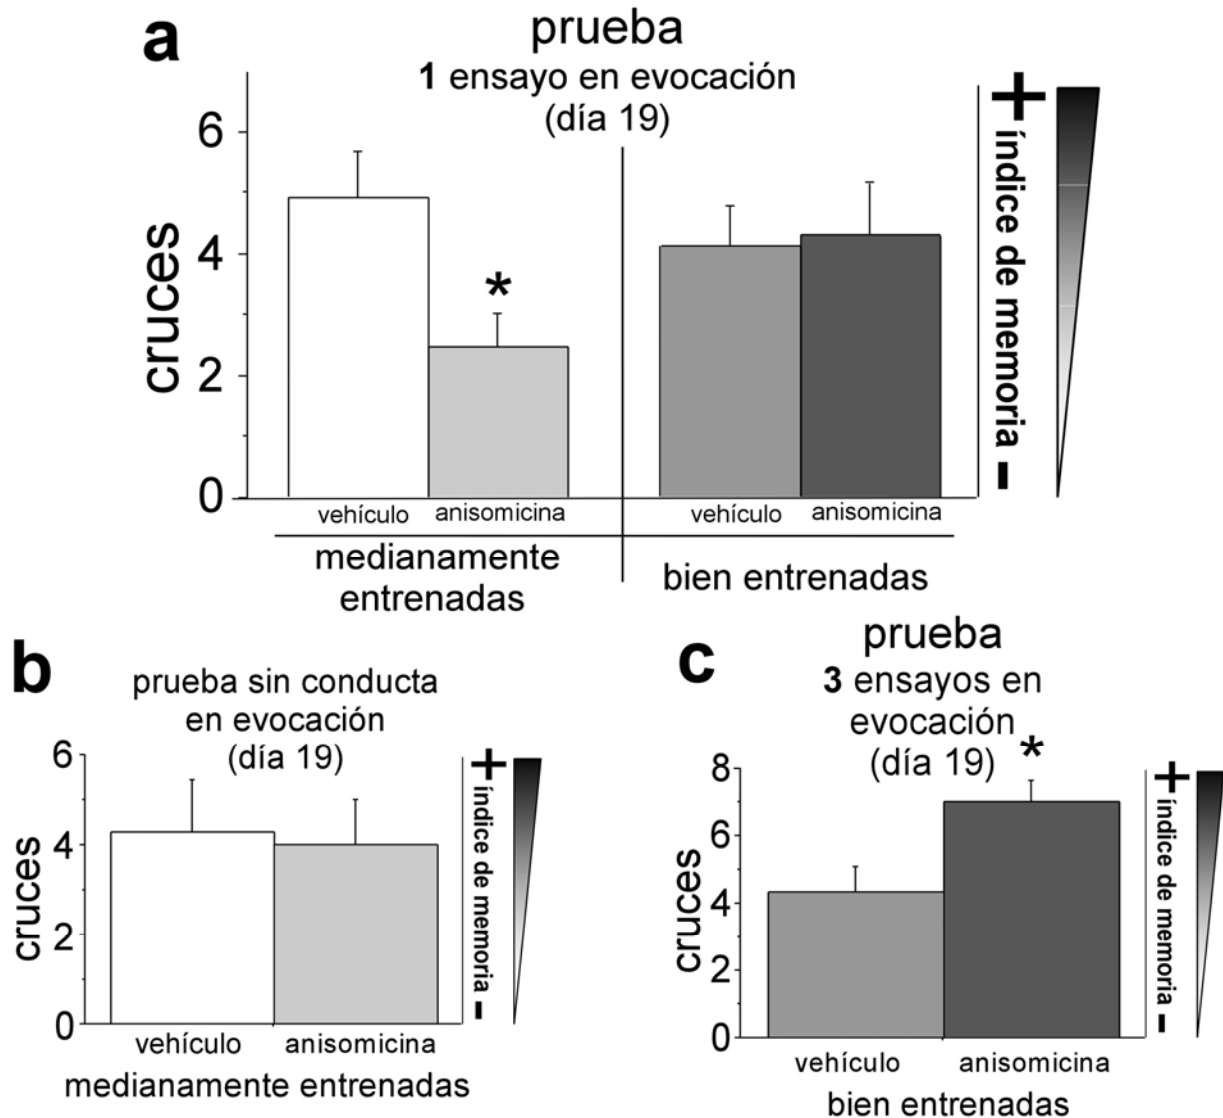 a
prueba
1 ensayo en evocación
(día 19)
cruces
6
4
2
0
*
vehículo
anisomicina
vehículo
anisomicina
medianamente
entrenadas
bien entrenadas
+ índice de memoria -
b
prueba sin conducta
en evocación
(día 19)
cruces
6
4
2
0
vehículo
anisomicina
medianamente entrenadas
+ índice de memoria -
c
prueba
3 ensayos en
evocación
(día 19)
*
cruces
8
6
4
2
0
vehículo
anisomicina
bien entrenadas
+ índice de memoria -